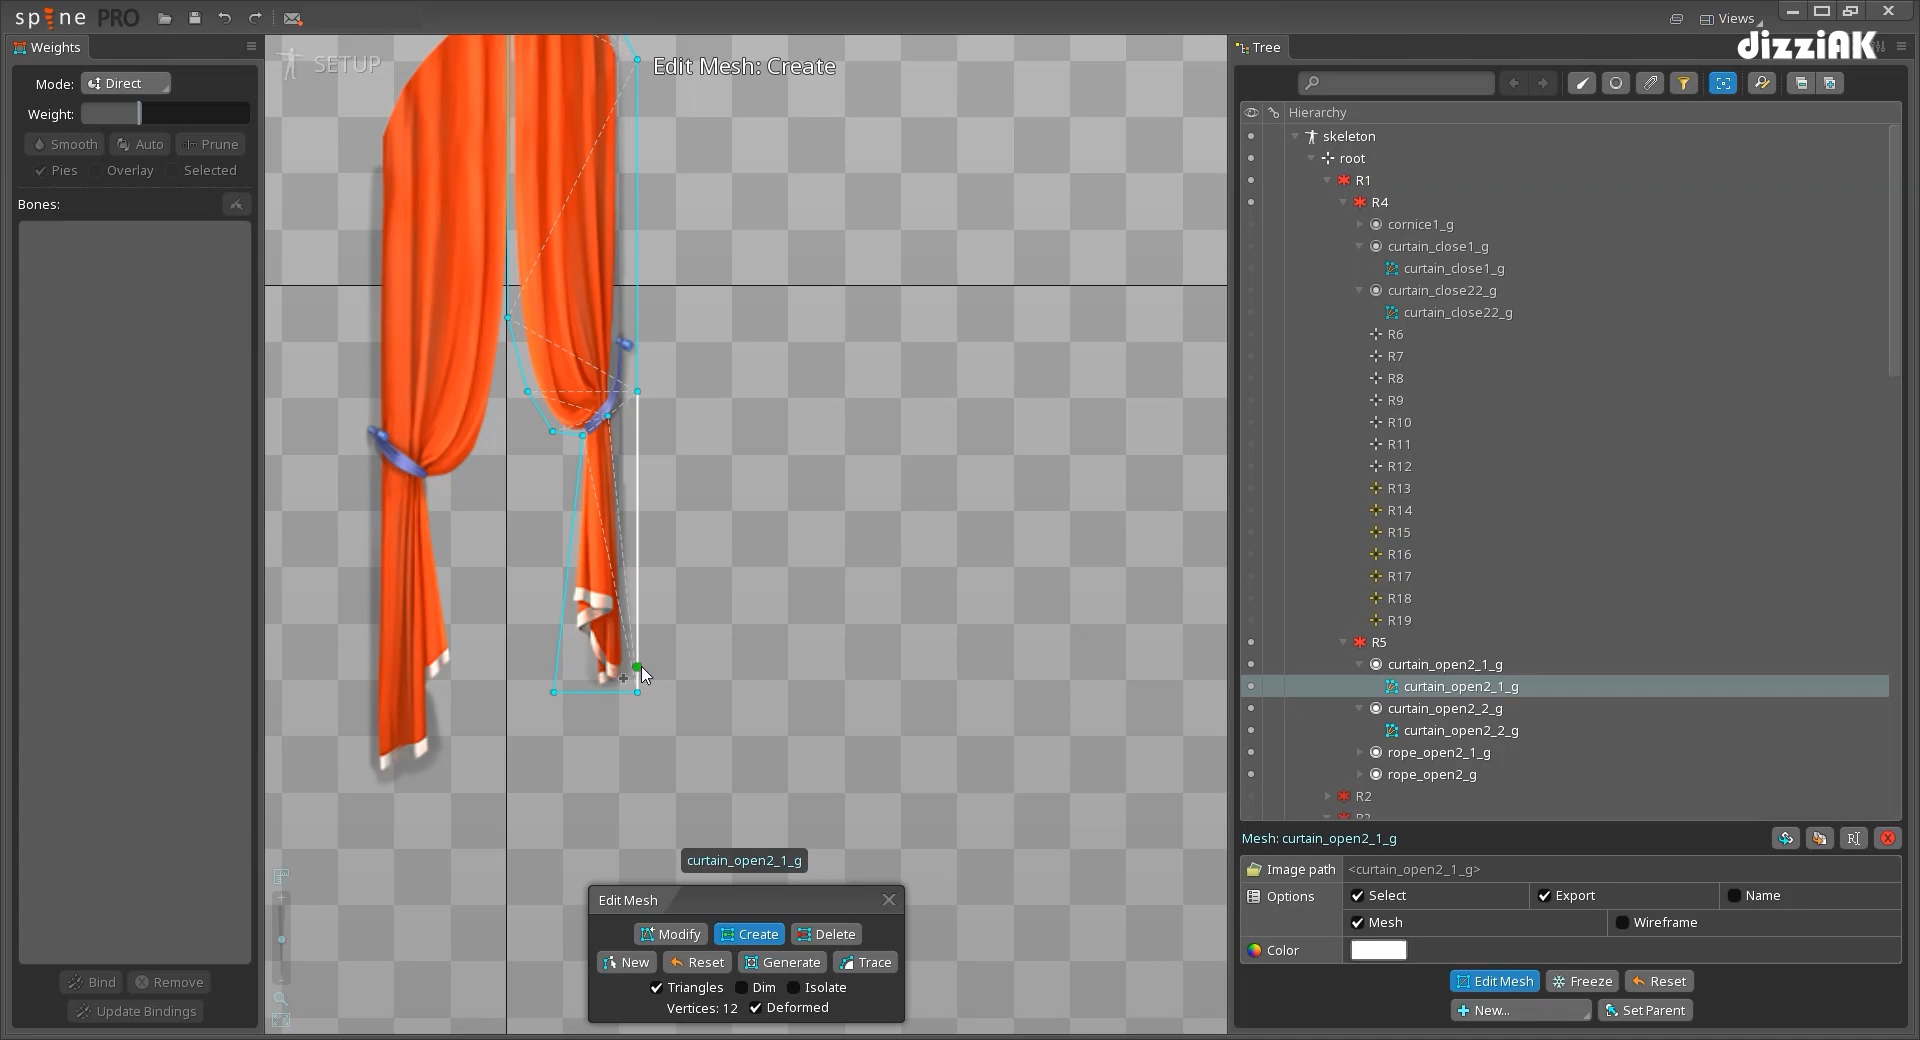 spine PRO
Views
Weights
Tree
dizziAK
SETUP
Edit Mesh: Create
Mode: Direct
Weight:
Smooth Auto Prune
Pies Overlay Selected
Bones:
Hierarchy
skeleton
root
R1
R4
cornice1_g
curtain_close1_g
curtain_close1_g
curtain_close22_g
curtain_close22_g
R6
R7
R8
R9
R10
R11
R12
R13
R14
R15
R16
R17
R18
R19
R5
curtain_open2_1_g
curtain_open2_1_g
curtain_open2_2_g
curtain_open2_2_g
rope_open2_1_g
rope_open2_g
R2
Mesh: curtain_open2_1_g
Image path <curtain_open2_1_g>
Options Select Export Name
Mesh Wireframe
Color
Edit Mesh Freeze Reset
New... Set Parent
curtain_open2_1_g
Edit Mesh
Modify Create Delete
New Reset Generate Trace
Triangles Dim Isolate
Vertices: 12 Deformed
Bind Remove
Update Bindings